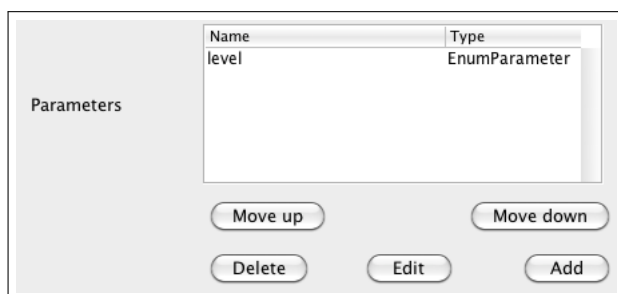 Name Type
level EnumParameter
Parameters
Move up Move down
Delete Edit Add